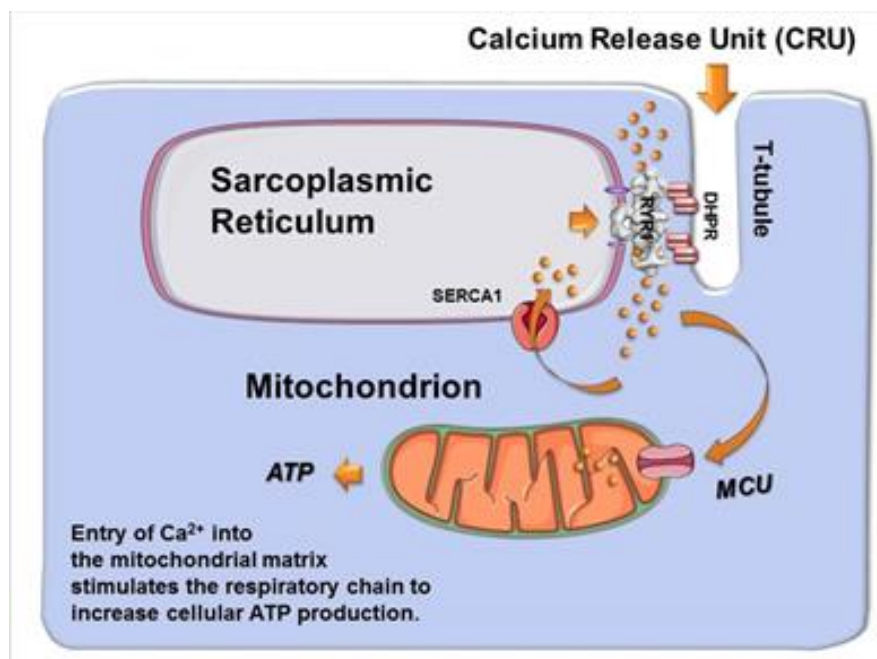 Calcium Release Unit (CRU)
T-tubule
DHPR
RYR1
Sarcoplasmic
Reticulum
SERCA1
Mitochondrion
ATP
MCU
Entry of Ca²⁺ into
the mitochondrial matrix
stimulates the respiratory chain to
increase cellular ATP production.